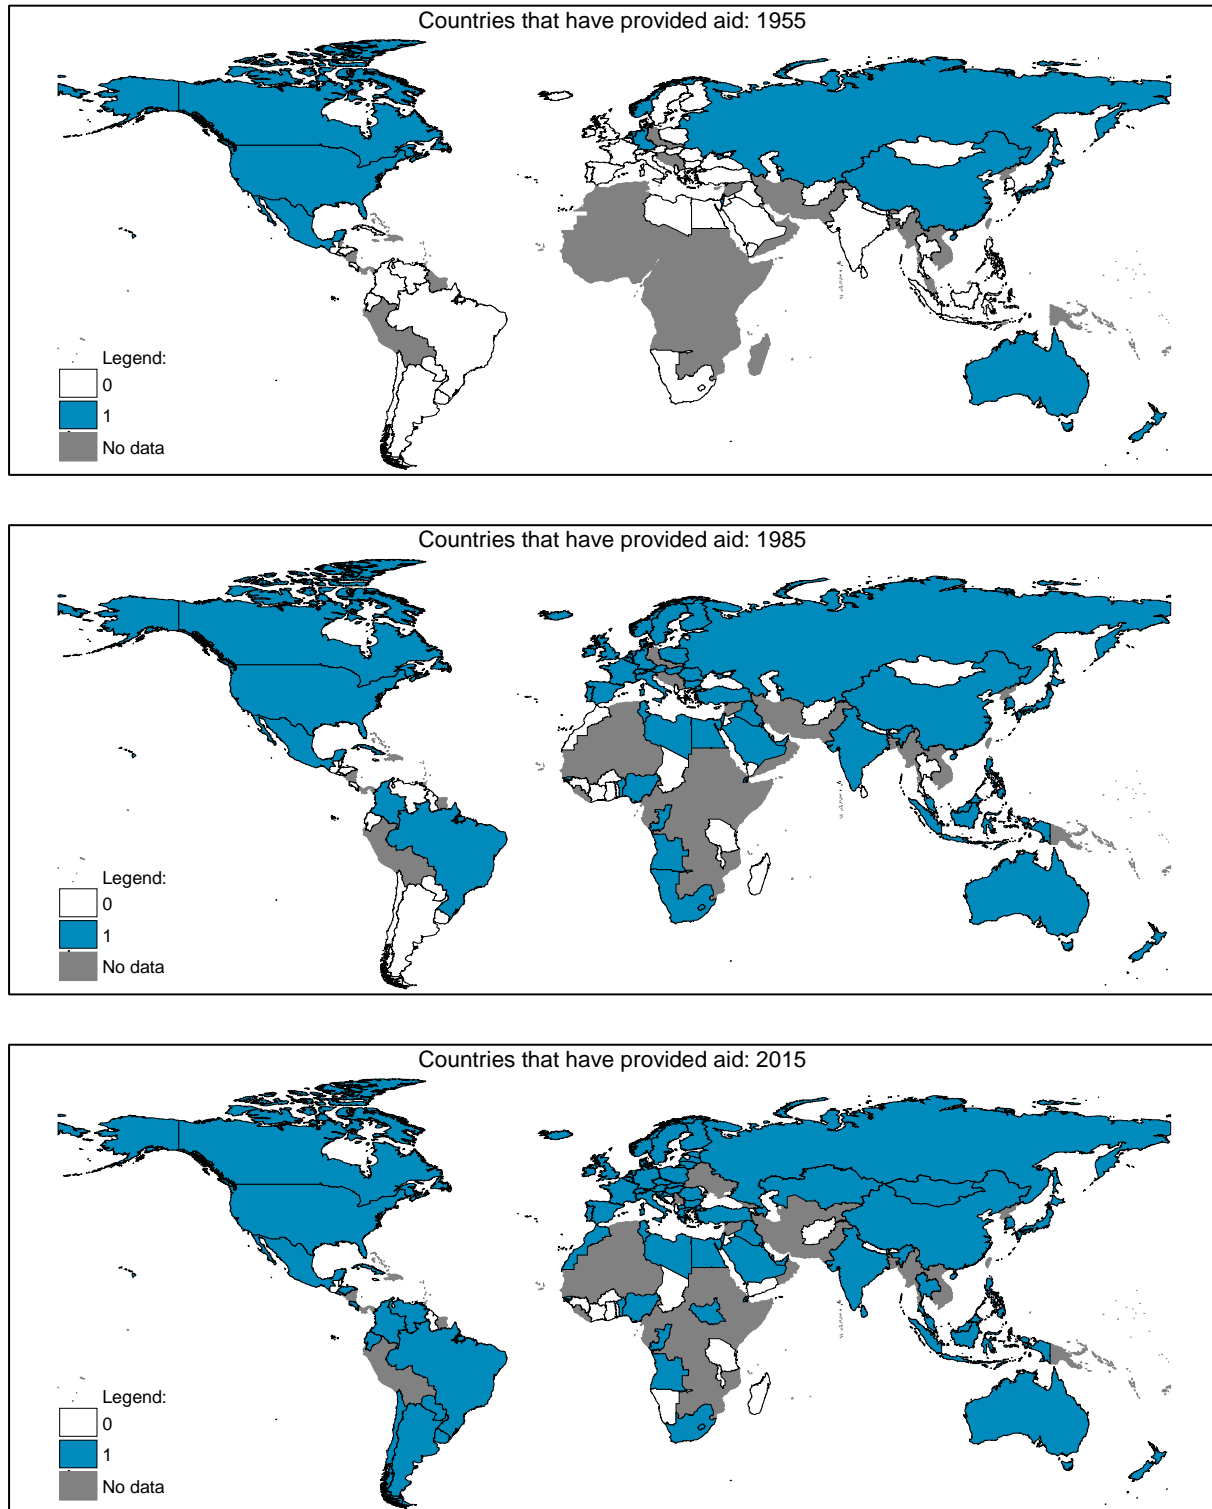 Countries that have provided aid: 1955
Legend:
0
1
No data
Countries that have provided aid: 1985
Legend:
0
1
No data
Countries that have provided aid: 2015
Legend:
0
1
No data